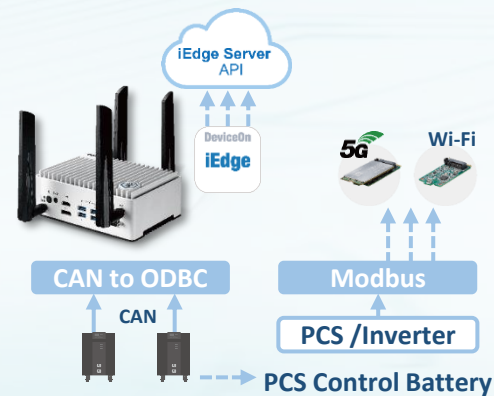 iEdge Server
API
DeviceOn
iEdge
5G
Wi-Fi
CAN to ODBC
Modbus
CAN
PCS /Inverter
PCS Control Battery